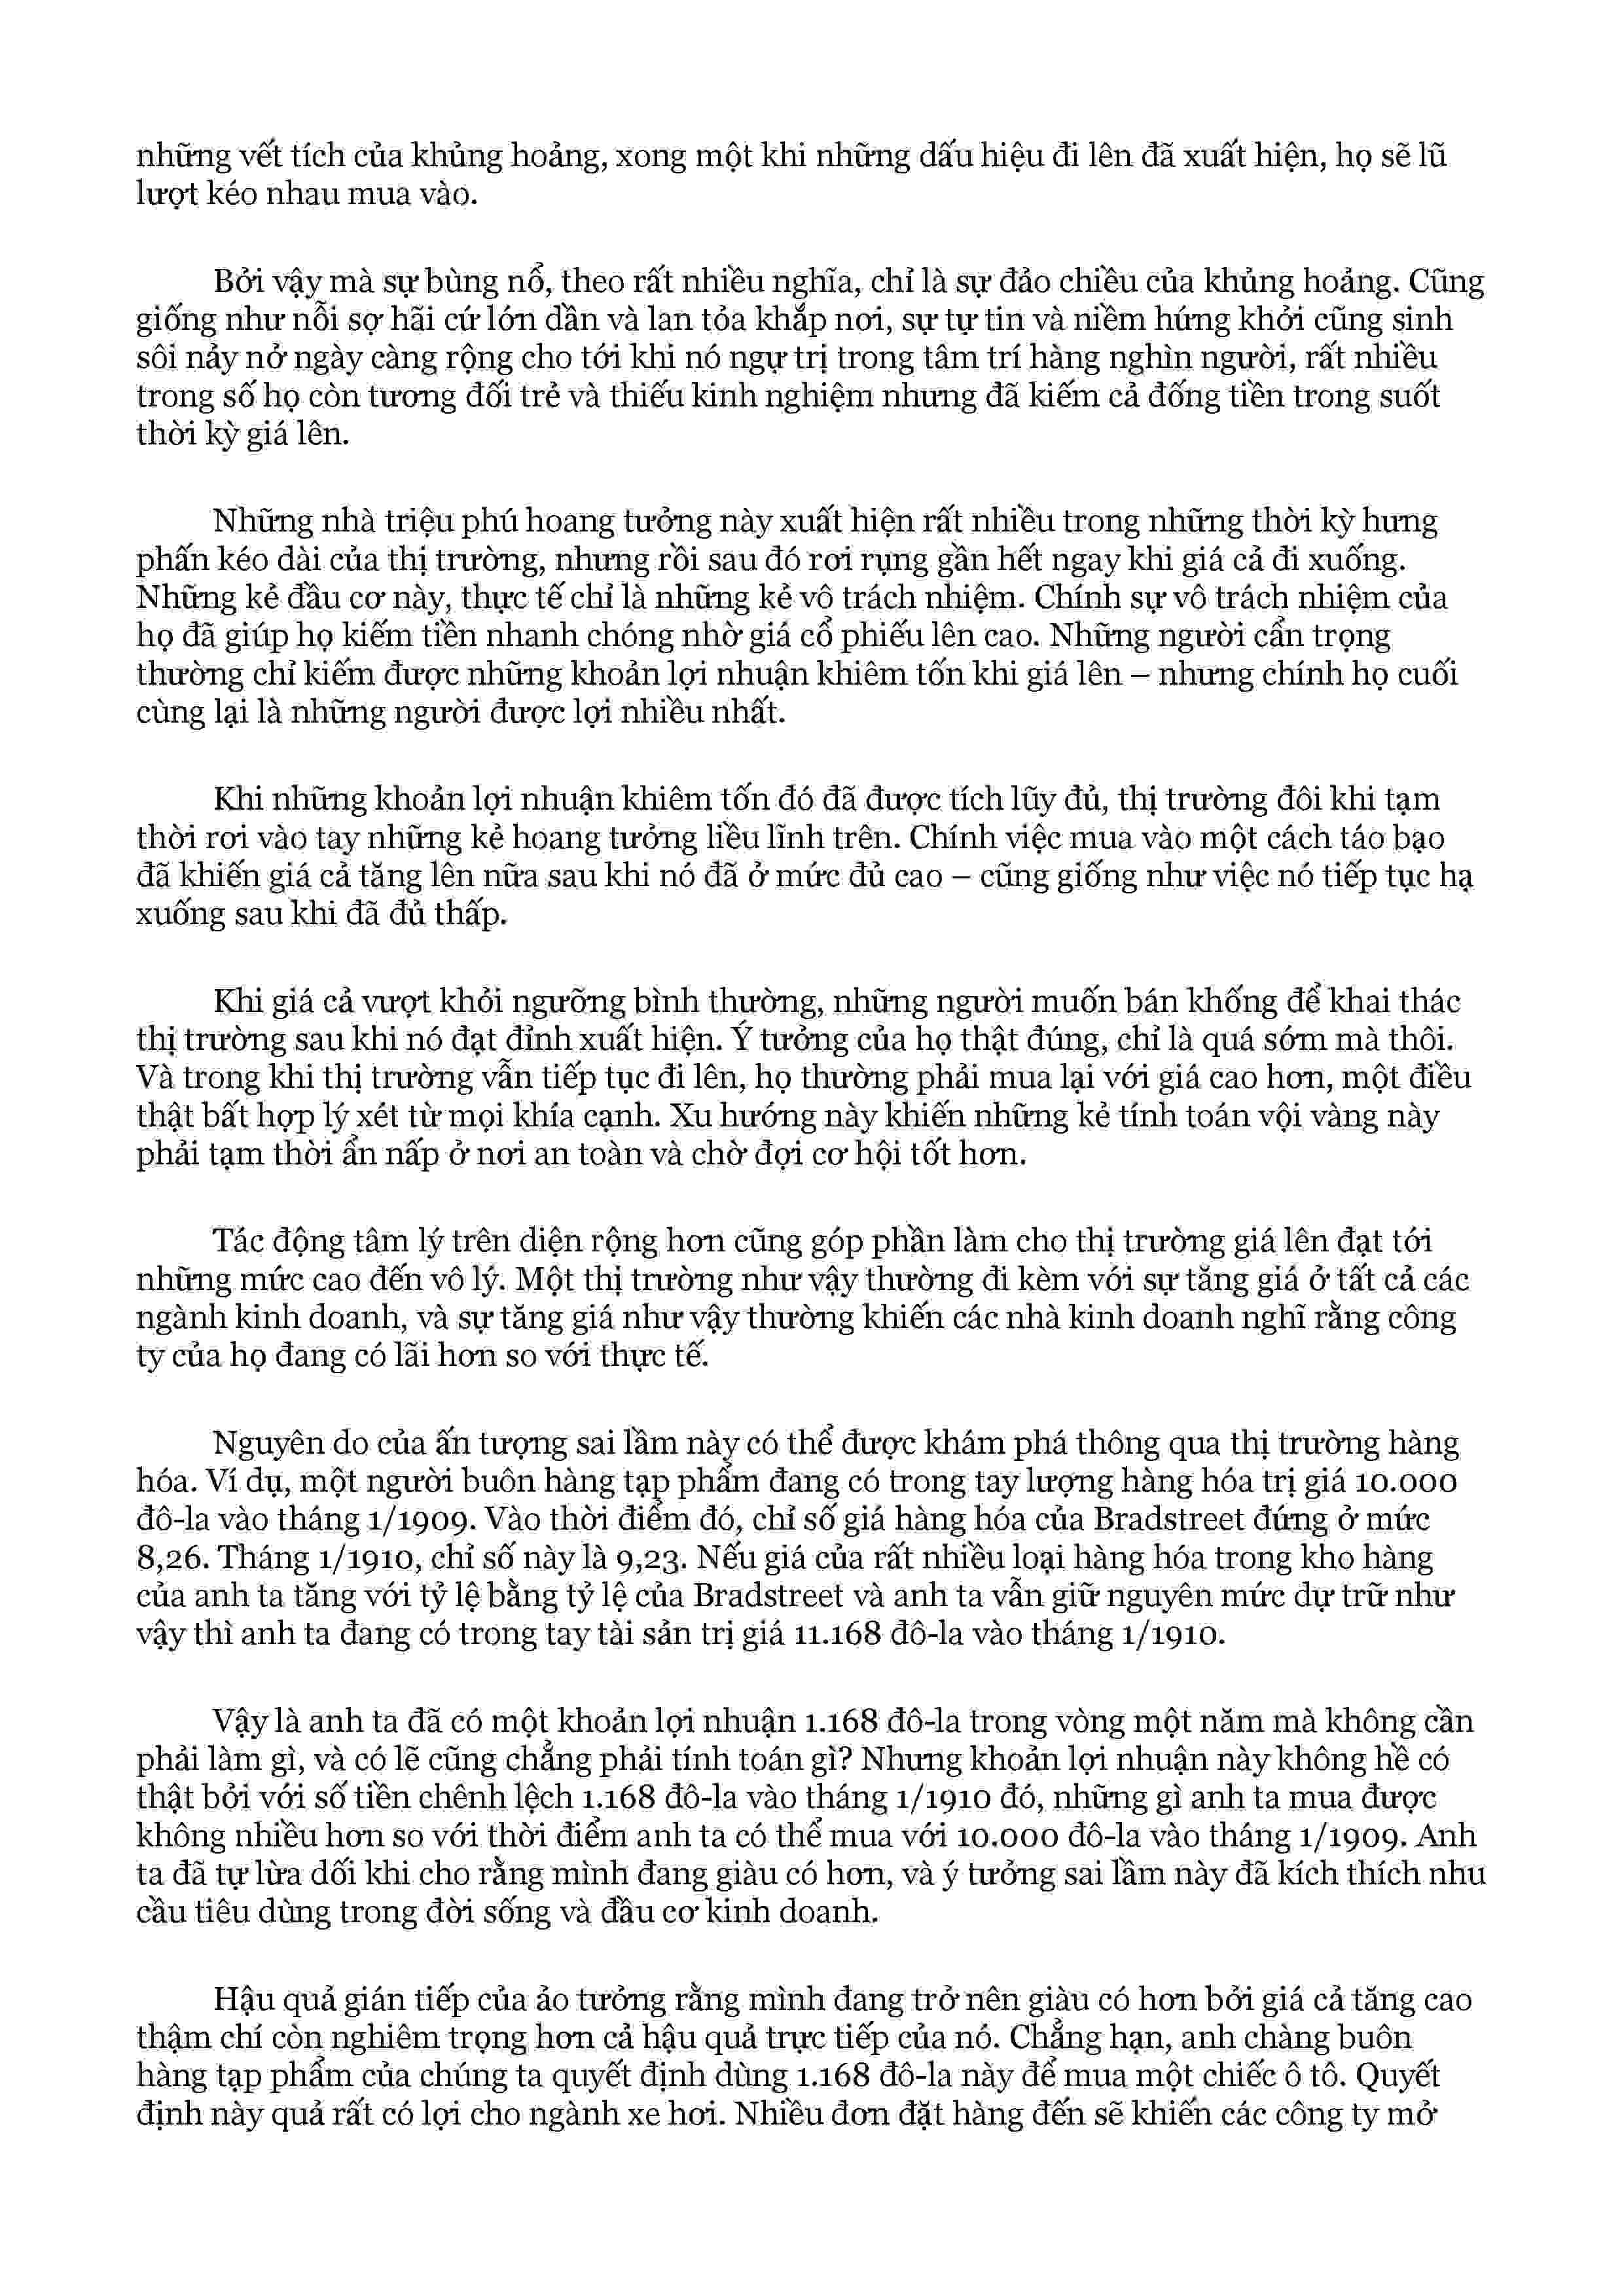 những vết tích của khủng hoảng, xong một khi những dấu hiệu đi lên đã xuất hiện, họ sẽ lũ
lượt kéo nhau mua vào.
Bởi vậy mà sự bùng nổ, theo rất nhiều nghĩa, chỉ là sự đảo chiều của khủng hoảng. Cũng
giống như nỗi sợ hãi cứ lớn dần và lan tỏa khắp nơi, sự tự tin và niềm hứng khởi cũng sinh
sôi nảy nở ngày càng rộng cho tới khi nó ngự trị trong tâm trí hàng nghìn người, rất nhiều
trong số họ còn tương đối trẻ và thiếu kinh nghiệm nhưng đã kiếm cả đống tiền trong suốt
thời kỳ giá lên.
Những nhà triệu phú hoang tưởng này xuất hiện rất nhiều trong những thời kỳ hưng
phấn kéo dài của thị trường, nhưng rồi sau đó rơi rụng gần hết ngay khi giá cả đi xuống.
Những kẻ đầu cơ này, thực tế chỉ là những kẻ vô trách nhiệm. Chính sự vô trách nhiệm của
họ đã giúp họ kiếm tiền nhanh chóng nhờ giá cổ phiếu lên cao. Những người cẩn trọng
thường chỉ kiếm được những khoản lợi nhuận khiêm tốn khi giá lên – nhưng chính họ cuối
cùng lại là những người được lợi nhiều nhất.
Khi những khoản lợi nhuận khiêm tốn đó đã được tích lũy đủ, thị trường đôi khi tạm
thời rơi vào tay những kẻ hoang tưởng liều lĩnh trên. Chính việc mua vào một cách táo bạo
đã khiến giá cả tăng lên nữa sau khi nó đã ở mức đủ cao – cũng giống như việc nó tiếp tục hạ
xuống sau khi đã đủ thấp.
Khi giá cả vượt khỏi ngưỡng bình thường, những người muốn bán khống để khai thác
thị trường sau khi nó đạt đỉnh xuất hiện. Ý tưởng của họ thật đúng, chỉ là quá sớm mà thôi.
Và trong khi thị trường vẫn tiếp tục đi lên, họ thường phải mua lại với giá cao hơn, một điều
thật bất hợp lý xét từ mọi khía cạnh. Xu hướng này khiến những kẻ tính toán vội vàng này
phải tạm thời ẩn nấp ở nơi an toàn và chờ đợi cơ hội tốt hơn.
Tác động tâm lý trên diện rộng hơn cũng góp phần làm cho thị trường giá lên đạt tới
những mức cao đến vô lý. Một thị trường như vậy thường đi kèm với sự tăng giá ở tất cả các
ngành kinh doanh, và sự tăng giá như vậy thường khiến các nhà kinh doanh nghĩ rằng công
ty của họ đang có lãi hơn so với thực tế.
Nguyên do của ấn tượng sai lầm này có thể được khám phá thông qua thị trường hàng
hóa. Ví dụ, một người buôn hàng tạp phẩm đang có trong tay lượng hàng hóa trị giá 10.000
đô-la vào tháng 1/1909. Vào thời điểm đó, chỉ số giá hàng hóa của Bradstreet đứng ở mức
8,26. Tháng 1/1910, chỉ số này là 9,23. Nếu giá của rất nhiều loại hàng hóa trong kho hàng
của anh ta tăng với tỷ lệ bằng tỷ lệ của Bradstreet và anh ta vẫn giữ nguyên mức dự trữ như
vậy thì anh ta đang có trong tay tài sản trị giá 11.168 đô-la vào tháng 1/1910.
Vậy là anh ta đã có một khoản lợi nhuận 1.168 đô-la trong vòng một năm mà không cần
phải làm gì, và có lẽ cũng chẳng phải tính toán gì? Nhưng khoản lợi nhuận này không hề có
thật bởi với số tiền chênh lệch 1.168 đô-la vào tháng 1/1910 đó, những gì anh ta mua được
không nhiều hơn so với thời điểm anh ta có thể mua với 10.000 đô-la vào tháng 1/1909. Anh
ta đã tự lừa dối khi cho rằng mình đang giàu có hơn, và ý tưởng sai lầm này đã kích thích nhu
cầu tiêu dùng trong đời sống và đầu cơ kinh doanh.
Hậu quả gián tiếp của ảo tưởng rằng mình đang trở nên giàu có hơn bởi giá cả tăng cao
thậm chí còn nghiêm trọng hơn cả hậu quả trực tiếp của nó. Chẳng hạn, anh chàng buôn
hàng tạp phẩm của chúng ta quyết định dùng 1.168 đô-la này để mua một chiếc ô tô. Quyết
định này quả rất có lợi cho ngành xe hơi. Nhiều đơn đặt hàng đến sẽ khiến các công ty mở